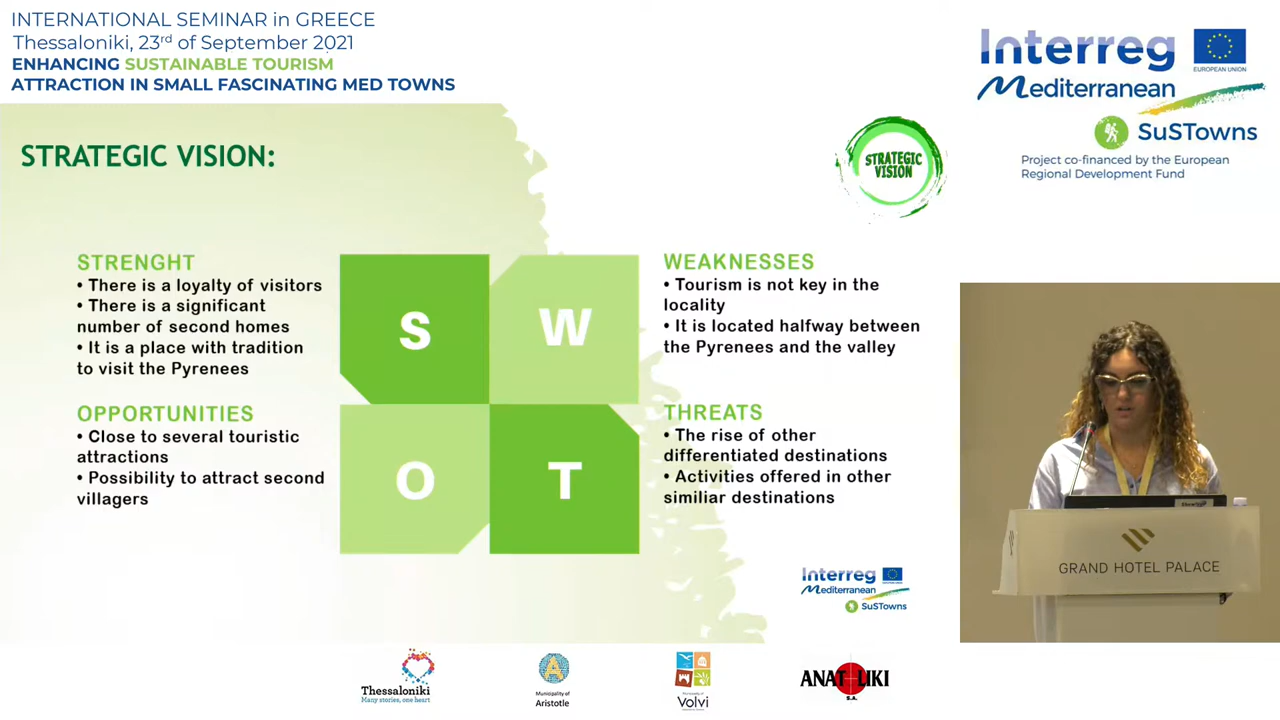 INTERNATIONAL SEMINAR in GREECE
Thessaloniki, 23rd of September 2021
ENHANCING SUSTAINABLE TOURISM
ATTRACTION IN SMALL FASCINATING MED TOWNS
Interreg
EUROPEAN UNION
Mediterranean
SuSTowns
Project co-financed by the European
Regional Development Fund
STRATEGIC VISION:
STRATEGIC
VISION
STRENGHT
• There is a loyalty of visitors
• There is a significant
number of second homes
• It is a place with tradition
to visit the Pyrenees
S
W
WEAKNESSES
• Tourism is not key in the
locality
• It is located halfway between
the Pyrenees and the valley
OPPORTUNITIES
• Close to several touristic
attractions
• Possibility to attract second
villagers
O
T
THREATS
• The rise of other
differentiated destinations
• Activities offered in other
similiar destinations
Interreg
Mediterranean
SuSTowns
GRAND HOTEL PALACE
Thessaloniki
Many stories, one heart
Municipality of
Aristotle
Volvi
ANATOLIKI
S.A.